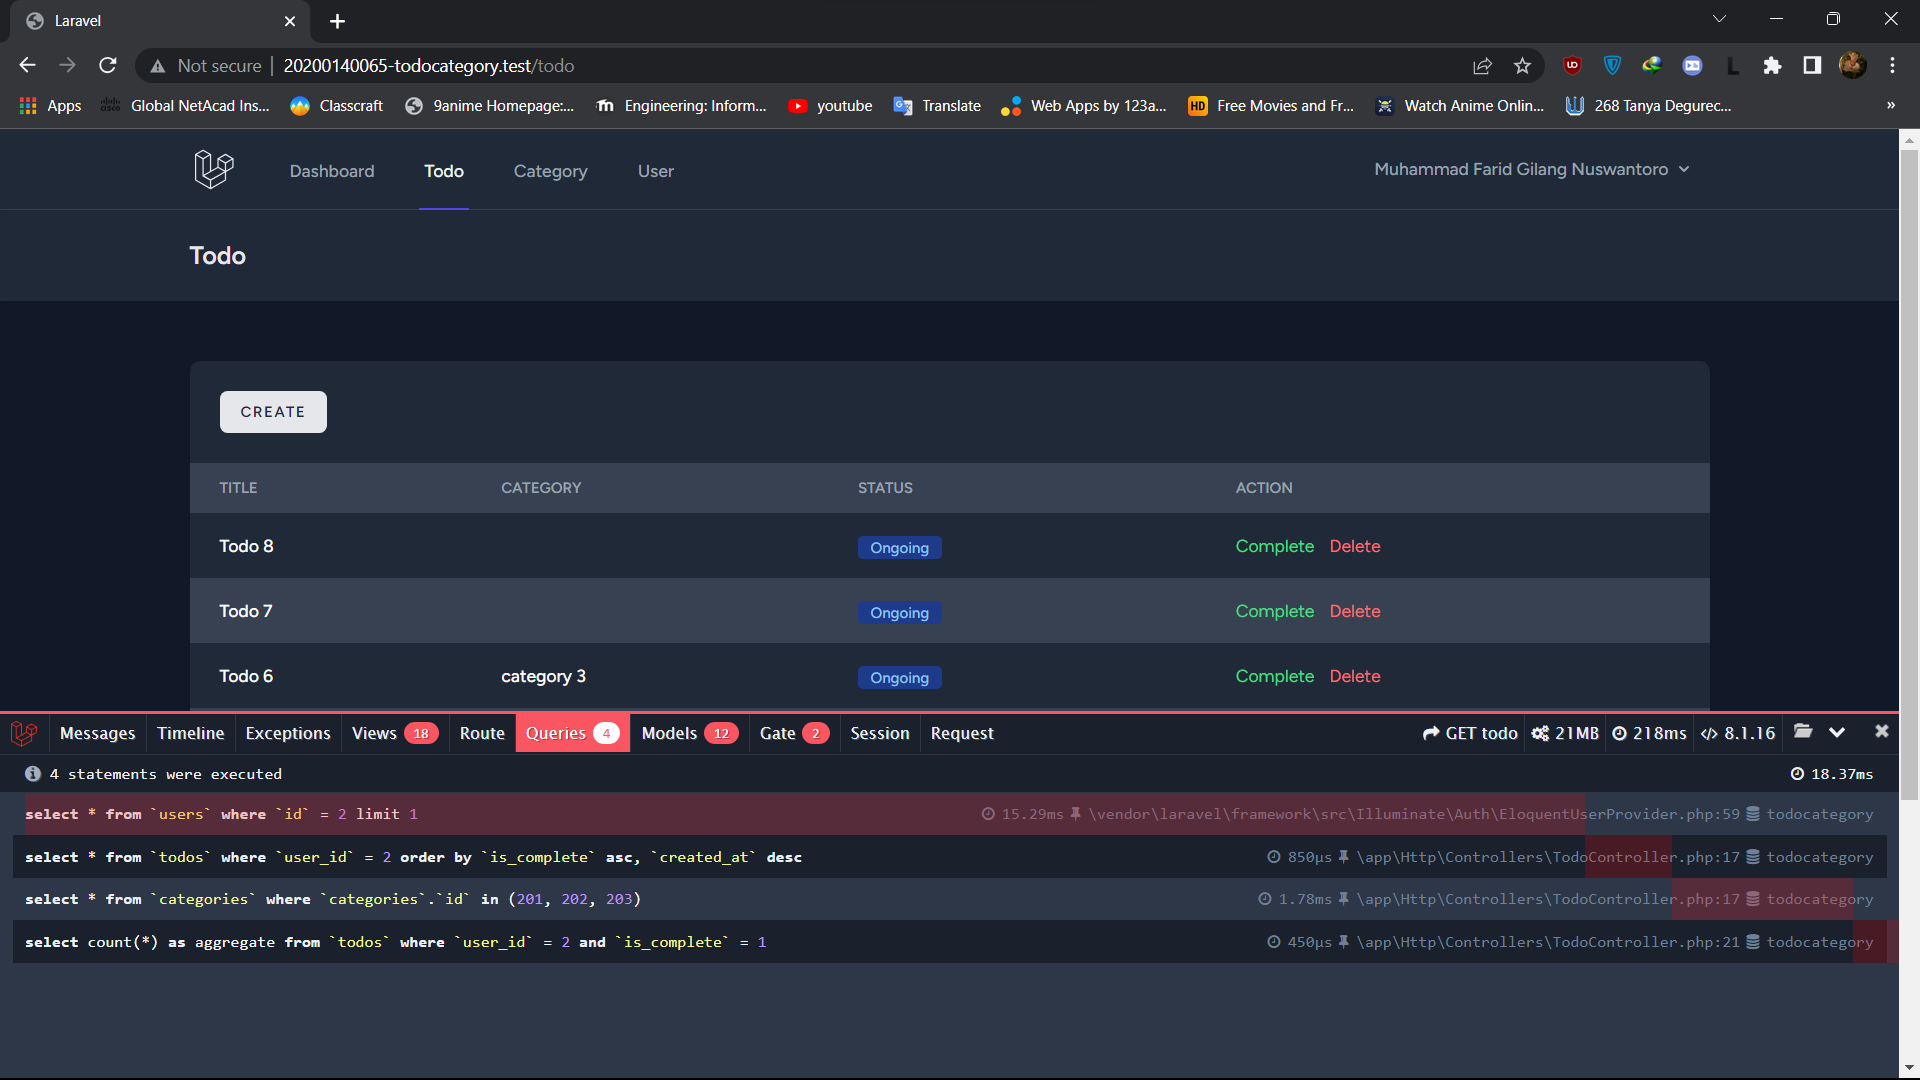 Laravel
Not secure 20200140065-todocategory.test/todo
Apps Global NetAcad Ins... Classcraft 9anime Homepage:... Engineering: Inform... youtube Translate Web Apps by 123a... Free Movies and Fr... Watch Anime Onlin... 268 Tanya Degurec... »
Dashboard Todo Category User Muhammad Farid Gilang Nuswantoro
Todo
CREATE
TITLE CATEGORY STATUS ACTION
Todo 8 Ongoing Complete Delete
Todo 7 Ongoing Complete Delete
Todo 6 category 3 Ongoing Complete Delete
Messages Timeline Exceptions Views 18 Route Queries 4 Models 12 Gate 2 Session Request GET todo 21MB 218ms 8.1.16
4 statements were executed 18.37ms
select * from `users` where `id` = 2 limit 1 15.29ms \vendor\laravel\framework\src\Illuminate\Auth\EloquentUserProvider.php:59 todocategory
select * from `todos` where `user_id` = 2 order by `is_complete` asc, `created_at` desc 850μs \app\Http\Controllers\TodoController.php:17 todocategory
select * from `categories` where `categories`.`id` in (201, 202, 203) 1.78ms \app\Http\Controllers\TodoController.php:17 todocategory
select count(*) as aggregate from `todos` where `user_id` = 2 and `is_complete` = 1 450μs \app\Http\Controllers\TodoController.php:21 todocategory